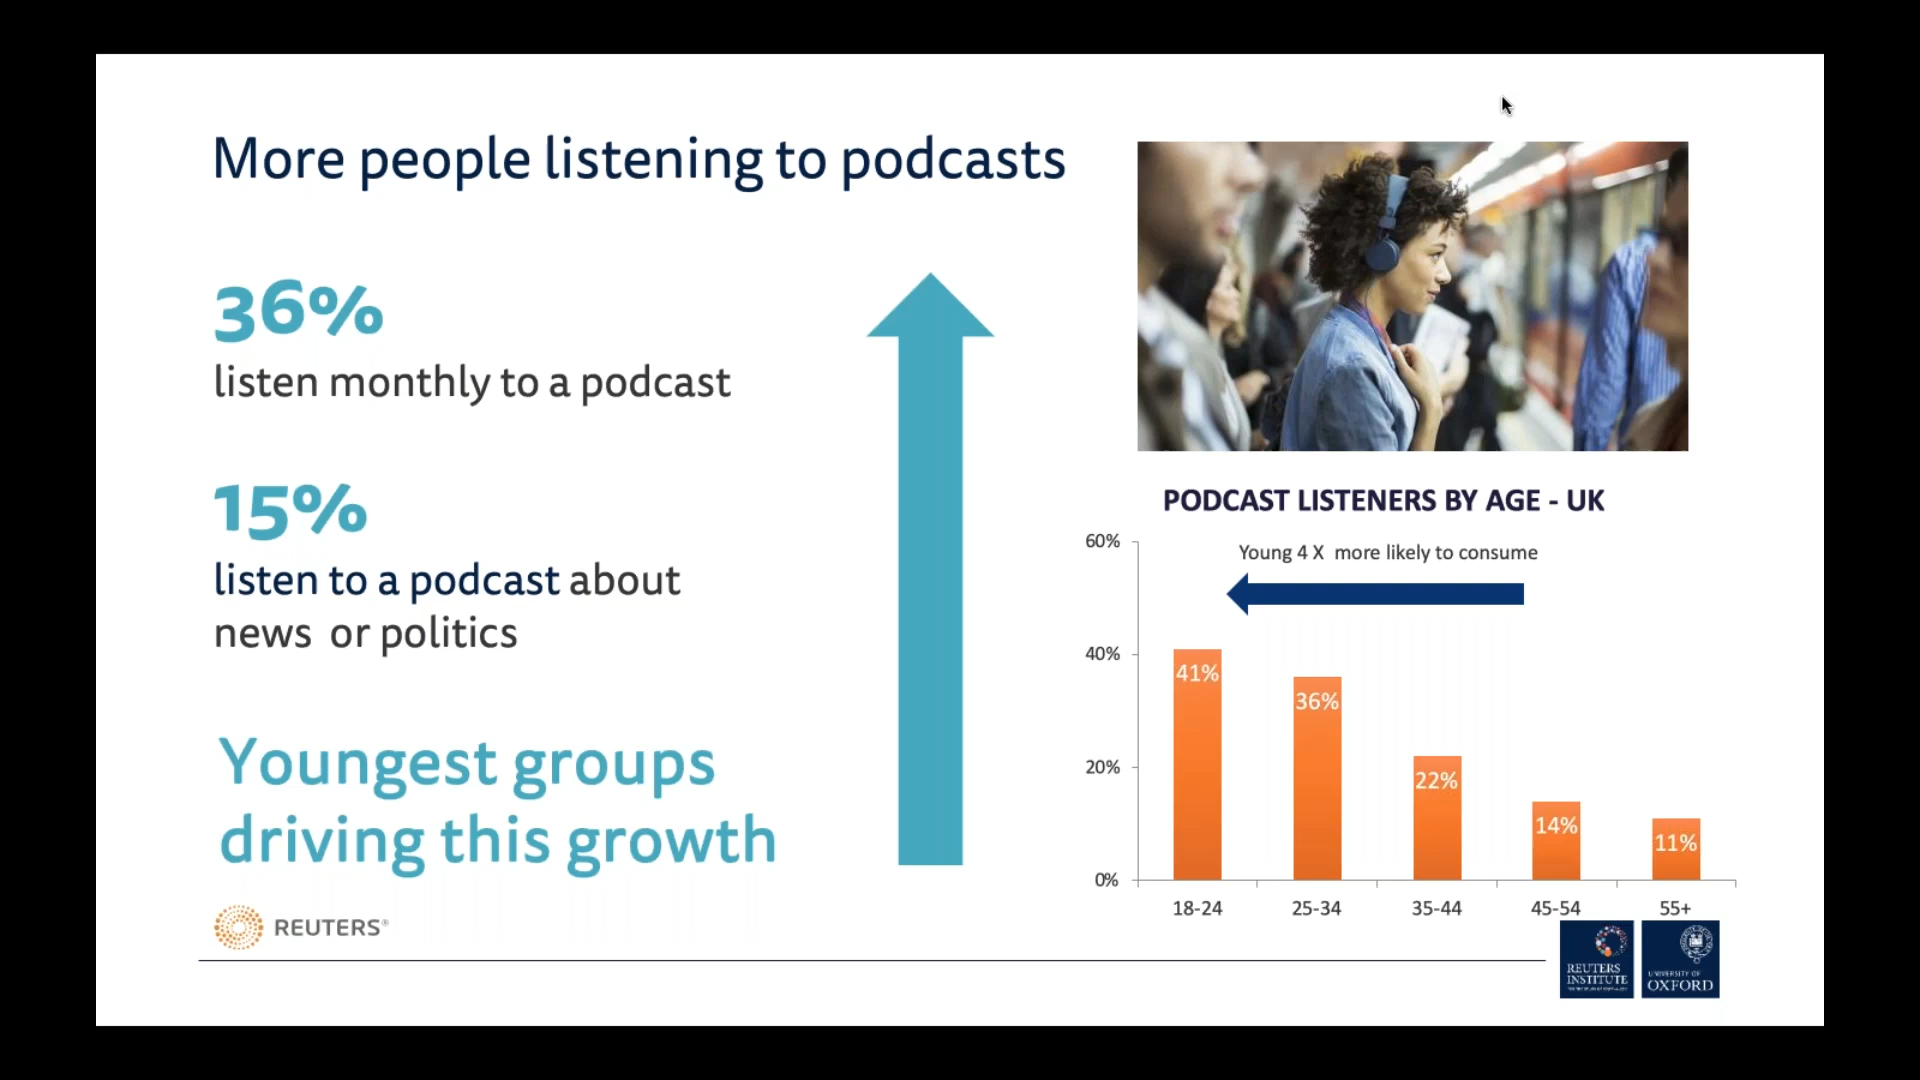 More people listening to podcasts
36%
listen monthly to a podcast
15%
listen to a podcast about
news or politics
Youngest groups
driving this growth
PODCAST LISTENERS BY AGE - UK
Young 4 X more likely to consume
60%
40%
20%
0%
41%
36%
22%
14%
11%
18-24
25-34
35-44
45-54
55+
REUTERS®
REUTERS
INSTITUTE
UNIVERSITY OF
OXFORD